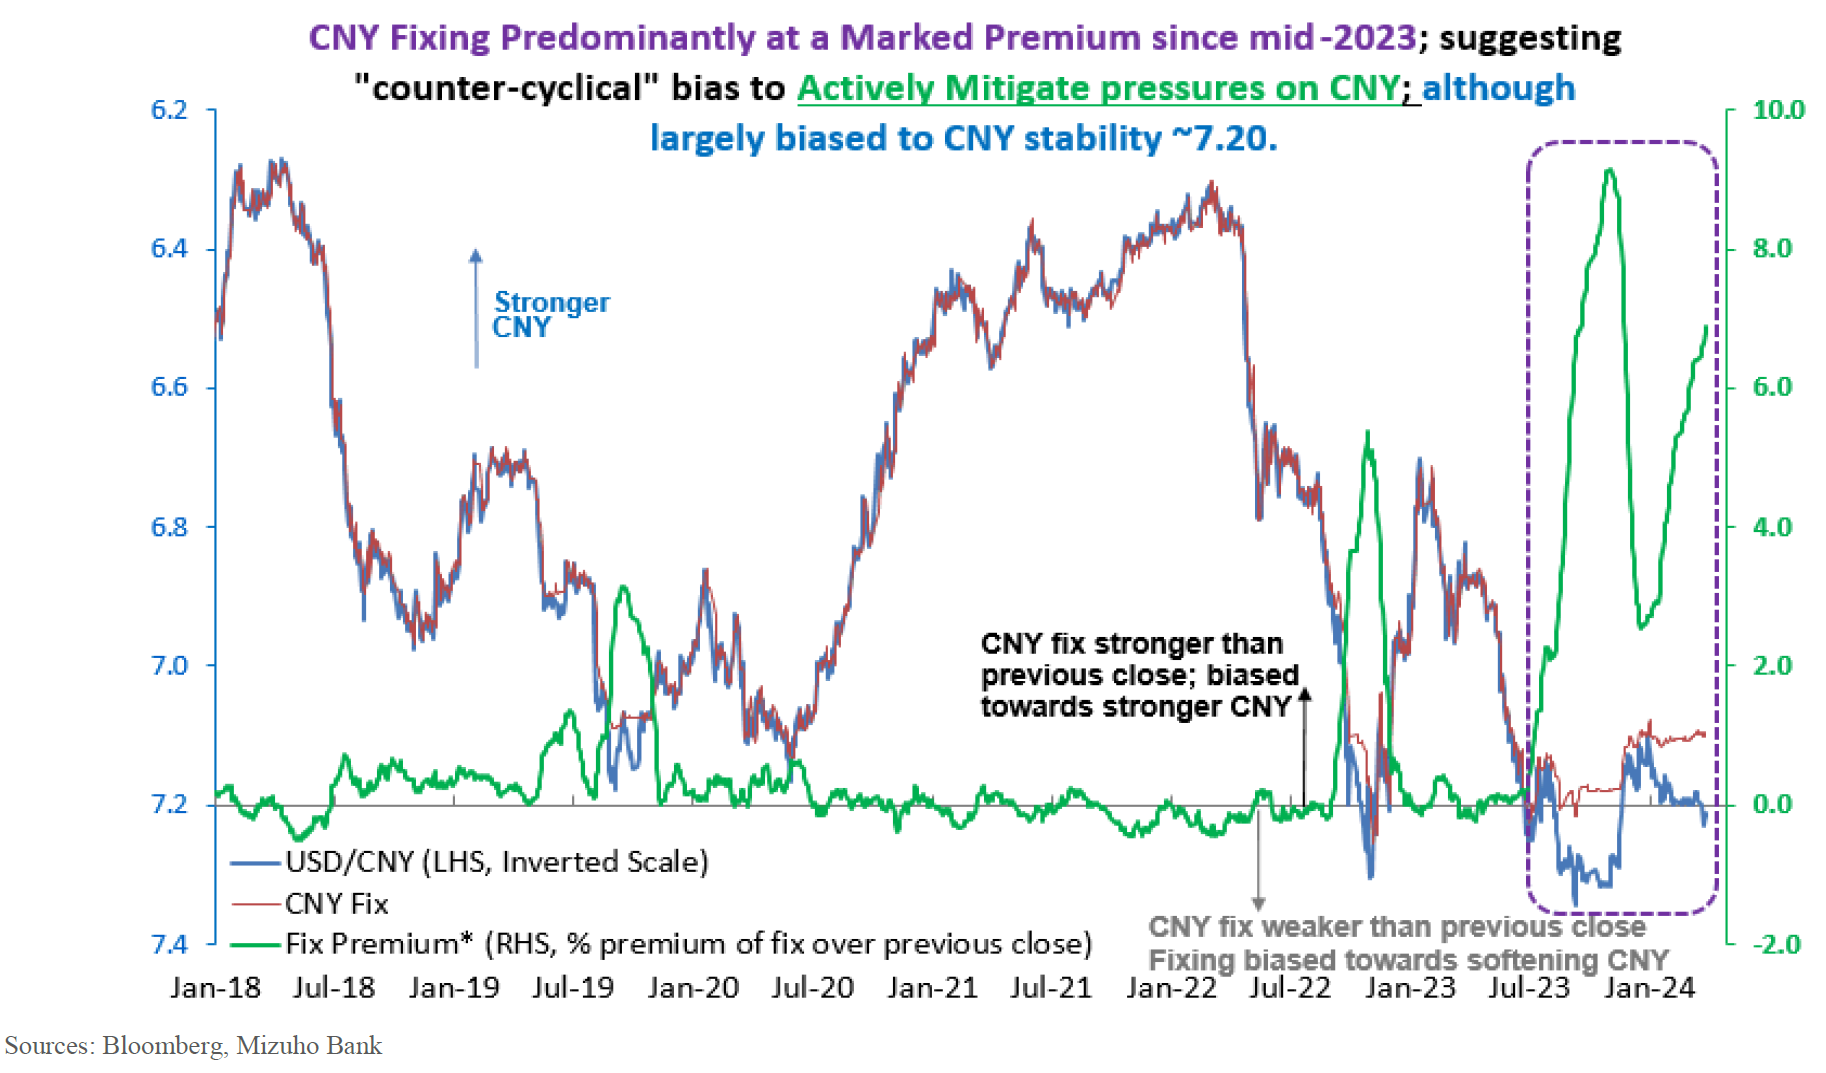 CNY Fixing Predominantly at a Marked Premium since mid-2023; suggesting
"counter-cyclical" bias to Actively Mitigate pressures on CNY; although
largely biased to CNY stability ~7.20.
6.2
6.4
6.6
6.8
7.0
7.2
7.4
10.0
8.0
6.0
4.0
2.0
0.0
-2.0
Stronger
CNY
CNY fix stronger than
previous close; biased
towards stronger CNY
USD/CNY (LHS, Inverted Scale)
CNY Fix
Fix Premium* (RHS, % premium of fix over previous close)
CNY fix weaker than previous close
Fixing biased towards softening CNY
Jan-18 Jul-18 Jan-19 Jul-19 Jan-20 Jul-20 Jan-21 Jul-21 Jan-22 Jul-22 Jan-23 Jul-23 Jan-24
Sources: Bloomberg, Mizuho Bank